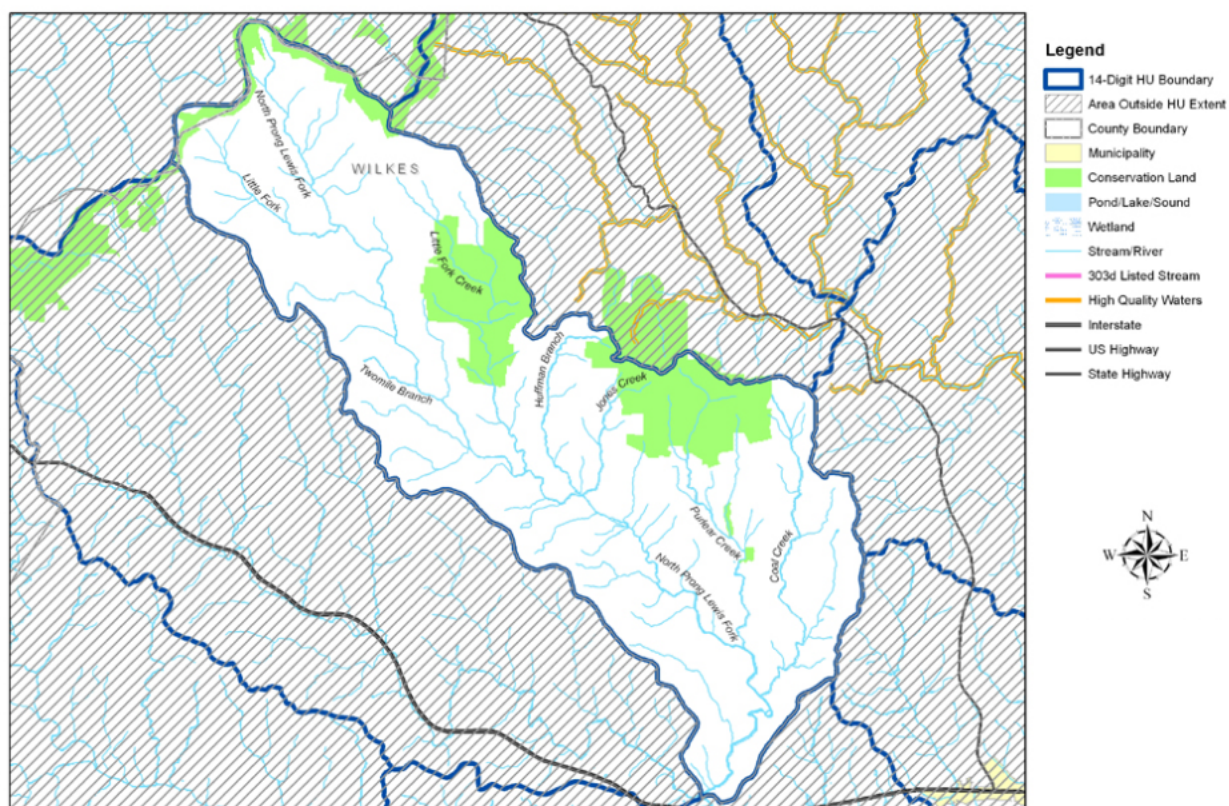 North Prong Lewis Fork
WILKES
Little Fork
Little Fork Creek
Huffman Branch
Twomile Branch
Jones Creek
Purlear Creek
Coal Creek
North Prong Lewis Fork
Legend
14-Digit HU Boundary
Area Outside HU Extent
County Boundary
Municipality
Conservation Land
Pond/Lake/Sound
Wetland
Stream/River
303d Listed Stream
High Quality Waters
Interstate
US Highway
State Highway
N
W E
S